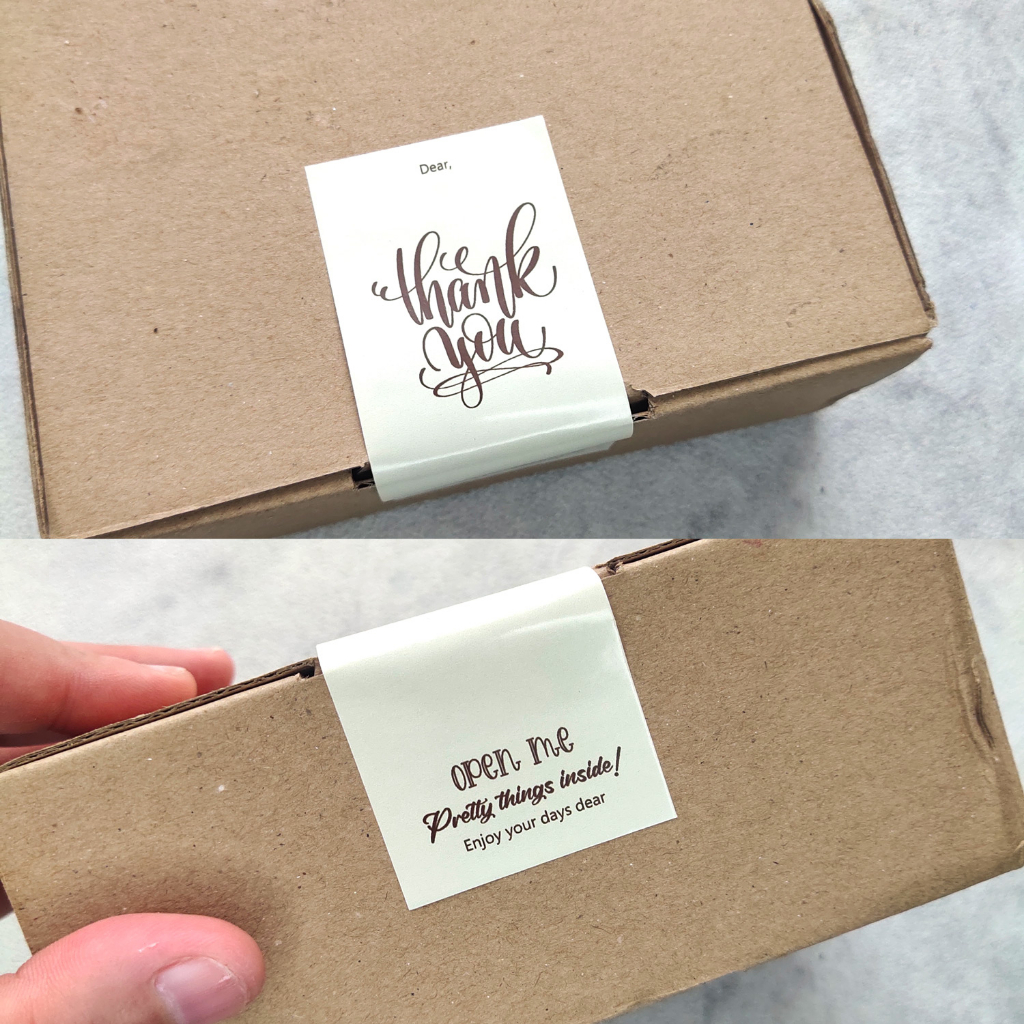 Dear,
thank
you
open me
Pretty things inside!
Enjoy your days dear